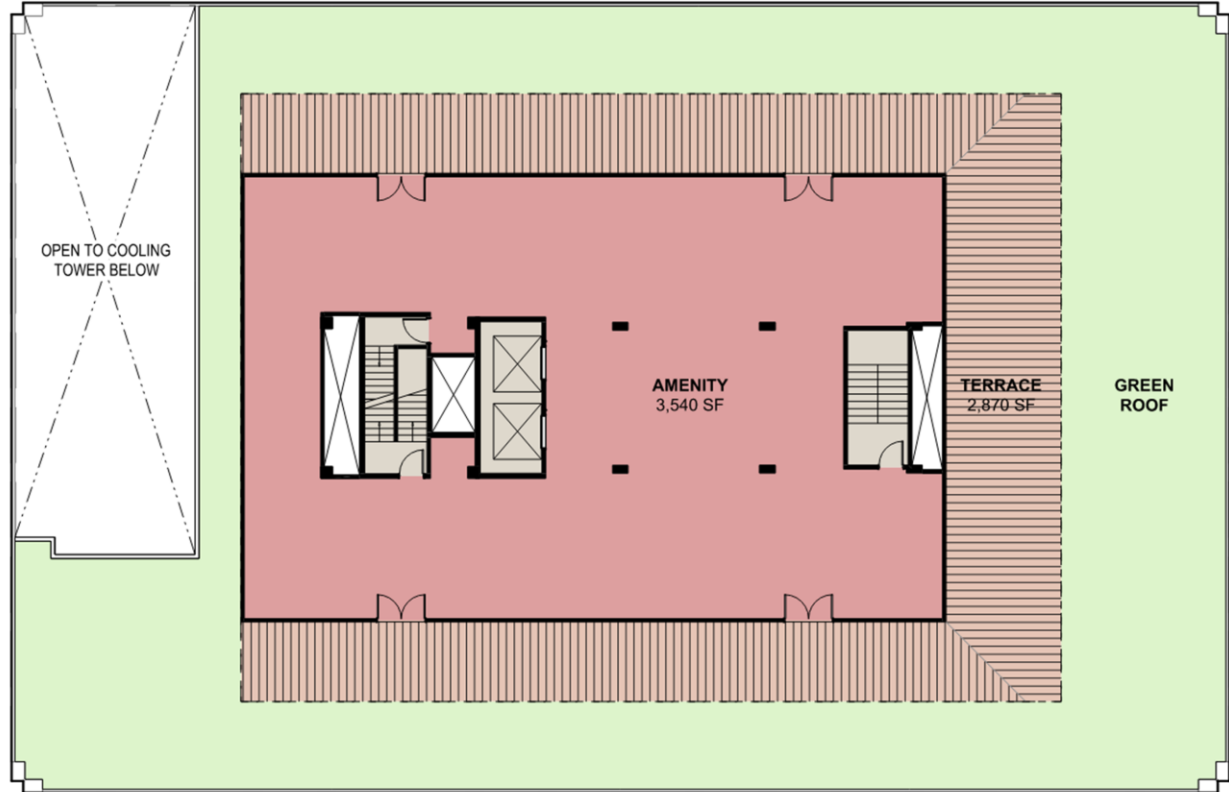 OPEN TO COOLING
TOWER BELOW
AMENITY
3,540 SF
TERRACE
2,870 SF
GREEN
ROOF